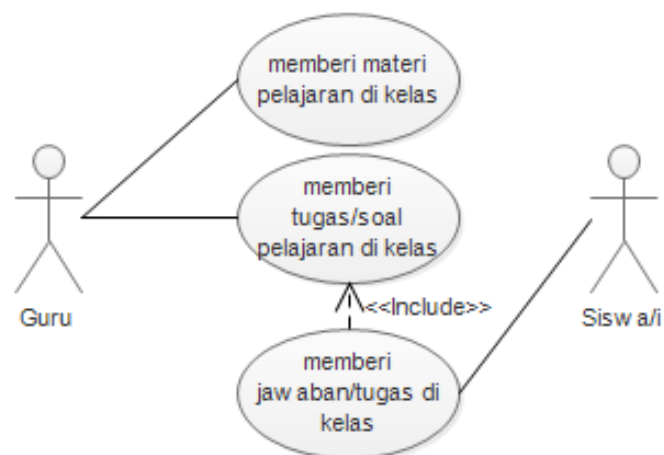 memberi materi
pelajaran di kelas
memberi
tugas/soal
pelajaran di kelas
Guru
<<Include>>
Sisw a/i
memberi
jaw aban/tugas di
kelas